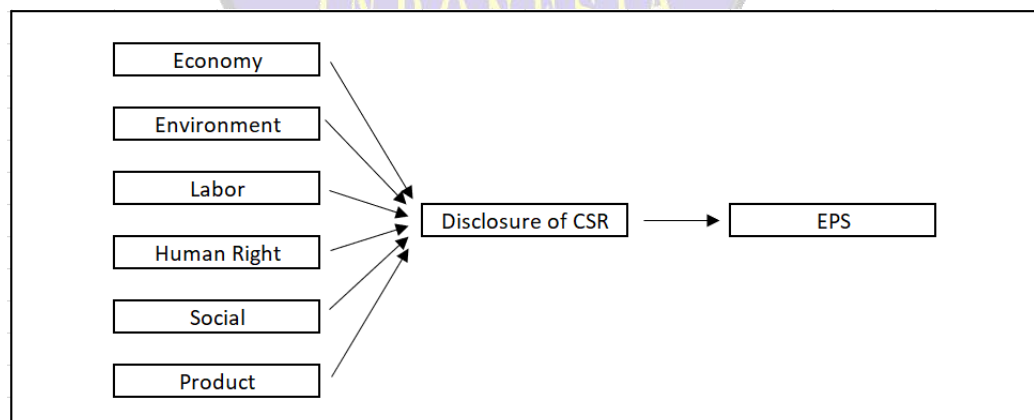 Economy
Environment
Labor
Human Right
Social
Product
Disclosure of CSR
EPS